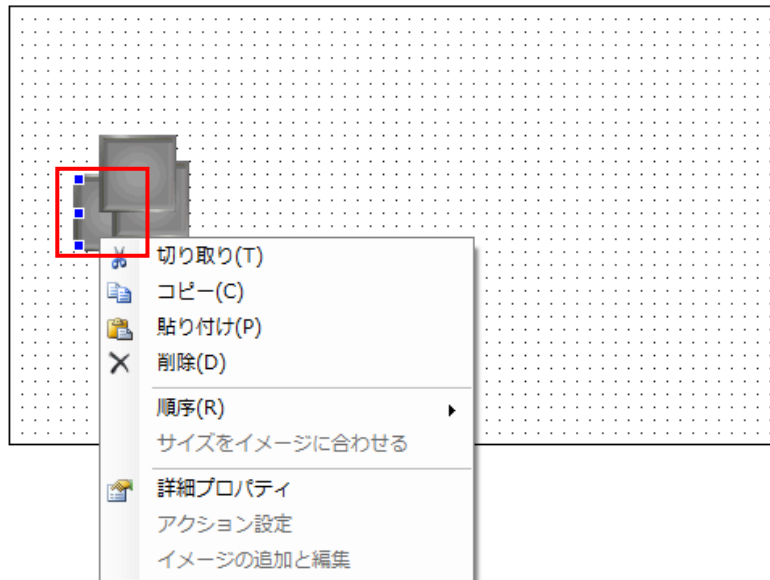 切り取り(T)
コピー(C)
貼り付け(P)
削除(D)
順序(R)
サイズをイメージに合わせる
詳細プロパティ
アクション設定
イメージの追加と編集